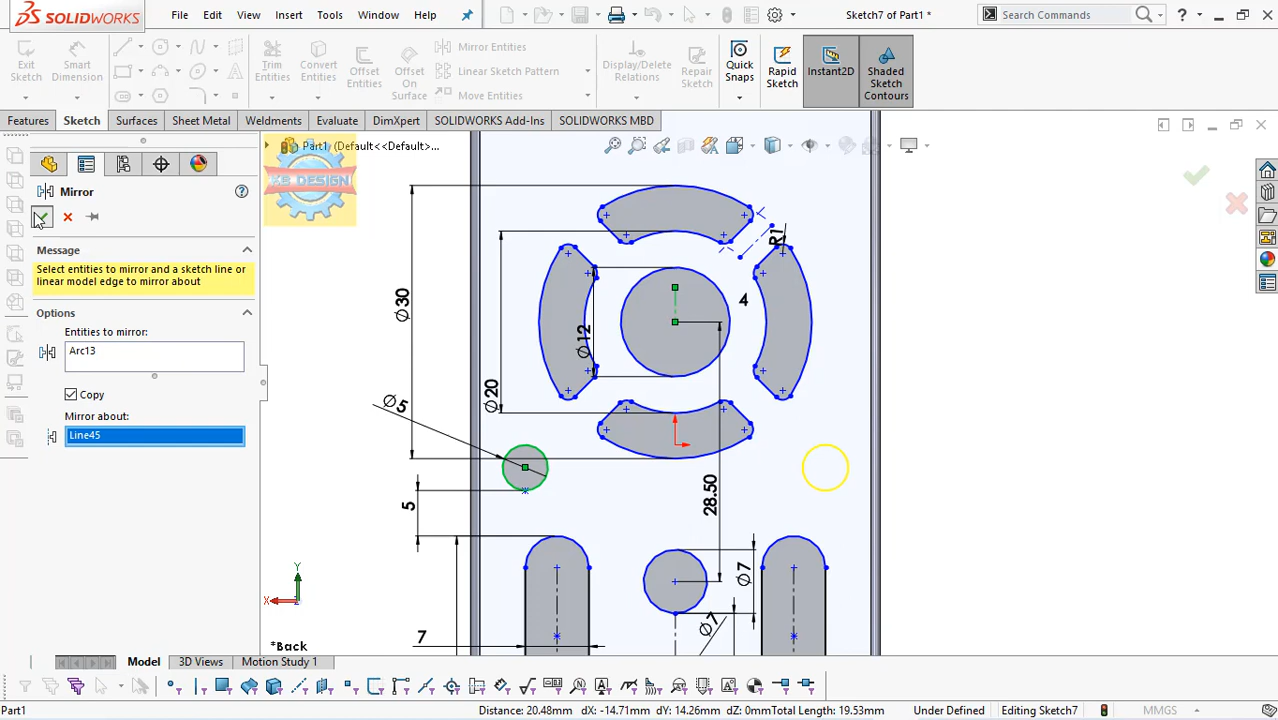 SOLIDWORKS
File Edit View Insert Tools Window Help
Sketch7 of Part1 *
Search Commands
?
Exit Sketch
Smart Dimension
Trim Entities
Convert Entities
Offset Entities
Offset On Surface
Mirror Entities
Linear Sketch Pattern
Move Entities
Display/Delete Relations
Repair Sketch
Quick Snaps
Rapid Sketch
Instant2D
Shaded Sketch Contours
Features Sketch Surfaces Sheet Metal Weldments Evaluate DimXpert SOLIDWORKS Add-Ins SOLIDWORKS MBD
Part1 (Default<<Default>...
Mirror
?
Message
Select entities to mirror and a sketch line or
linear model edge to mirror about
Options
Entities to mirror:
Arc13
Copy
Mirror about:
Line45
R1
∅30
4
∅12
∅20
∅5
28.50
5
∅7
∅7
7
Y
X
*Back
Model 3D Views Motion Study 1
Part1
Distance: 20.48mm dX: -14.71mm dY: 14.26mm dZ: 0mmTotal Length: 19.53mm Under Defined Editing Sketch7 MMGS